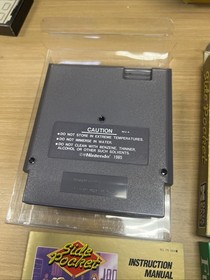 CAUTION
• DO NOT STORE IN EXTREME TEMPERATURES.
• DO NOT IMMERSE IN WATER.
• DO NOT CLEAN WITH BENZENE, THINNER,
ALCOHOL OR OTHER SUCH SOLVENTS.
Nintendo 1985
Side
Pocket
INSTRUCTION
MANUAL